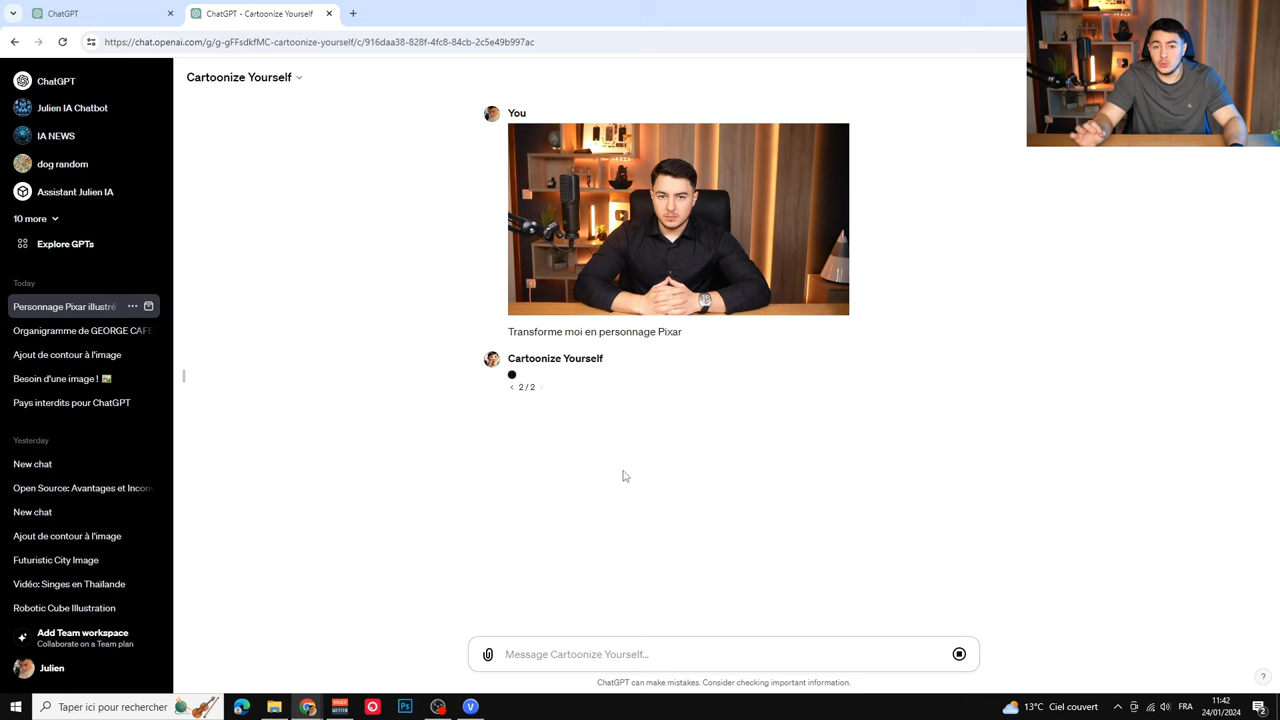 ChatGPT
ChatGPT - Cartoonize Yourself
https://chat.openai.com/g/g-gFFsdkfMC-cartoonize-yourself/c/916daa38-828f-4fc8-84cb-2c5e49b997ac
ChatGPT
Julien IA Chatbot
IA NEWS
dog random
Assistant Julien IA
10 more
Explore GPTs
Today
Personnage Pixar illustré
Organigramme de GEORGE CAFE
Ajout de contour à l'image
Besoin d'une image !
Pays interdits pour ChatGPT
Yesterday
New chat
Open Source: Avantages et Incon
New chat
Ajout de contour à l'image
Futuristic City Image
Vidéo: Singes en Thaïlande
Robotic Cube Illustration
Add Team workspace
Collaborate on a Team plan
Julien
Cartoonize Yourself
You
Transforme moi en personnage Pixar
Cartoonize Yourself
2 / 2
Message Cartoonize Yourself...
ChatGPT can make mistakes. Consider checking important information.
?
Taper ici pour rechercher
Ps
V
13°C Ciel couvert
FRA
11:42
24/01/2024
2